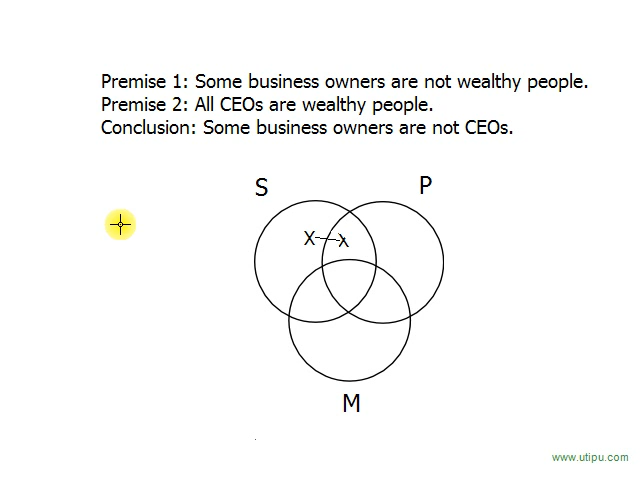 Premise 1: Some business owners are not wealthy people.
Premise 2: All CEOs are wealthy people.
Conclusion: Some business owners are not CEOs.
S
P
X—X
M
www.utipu.com